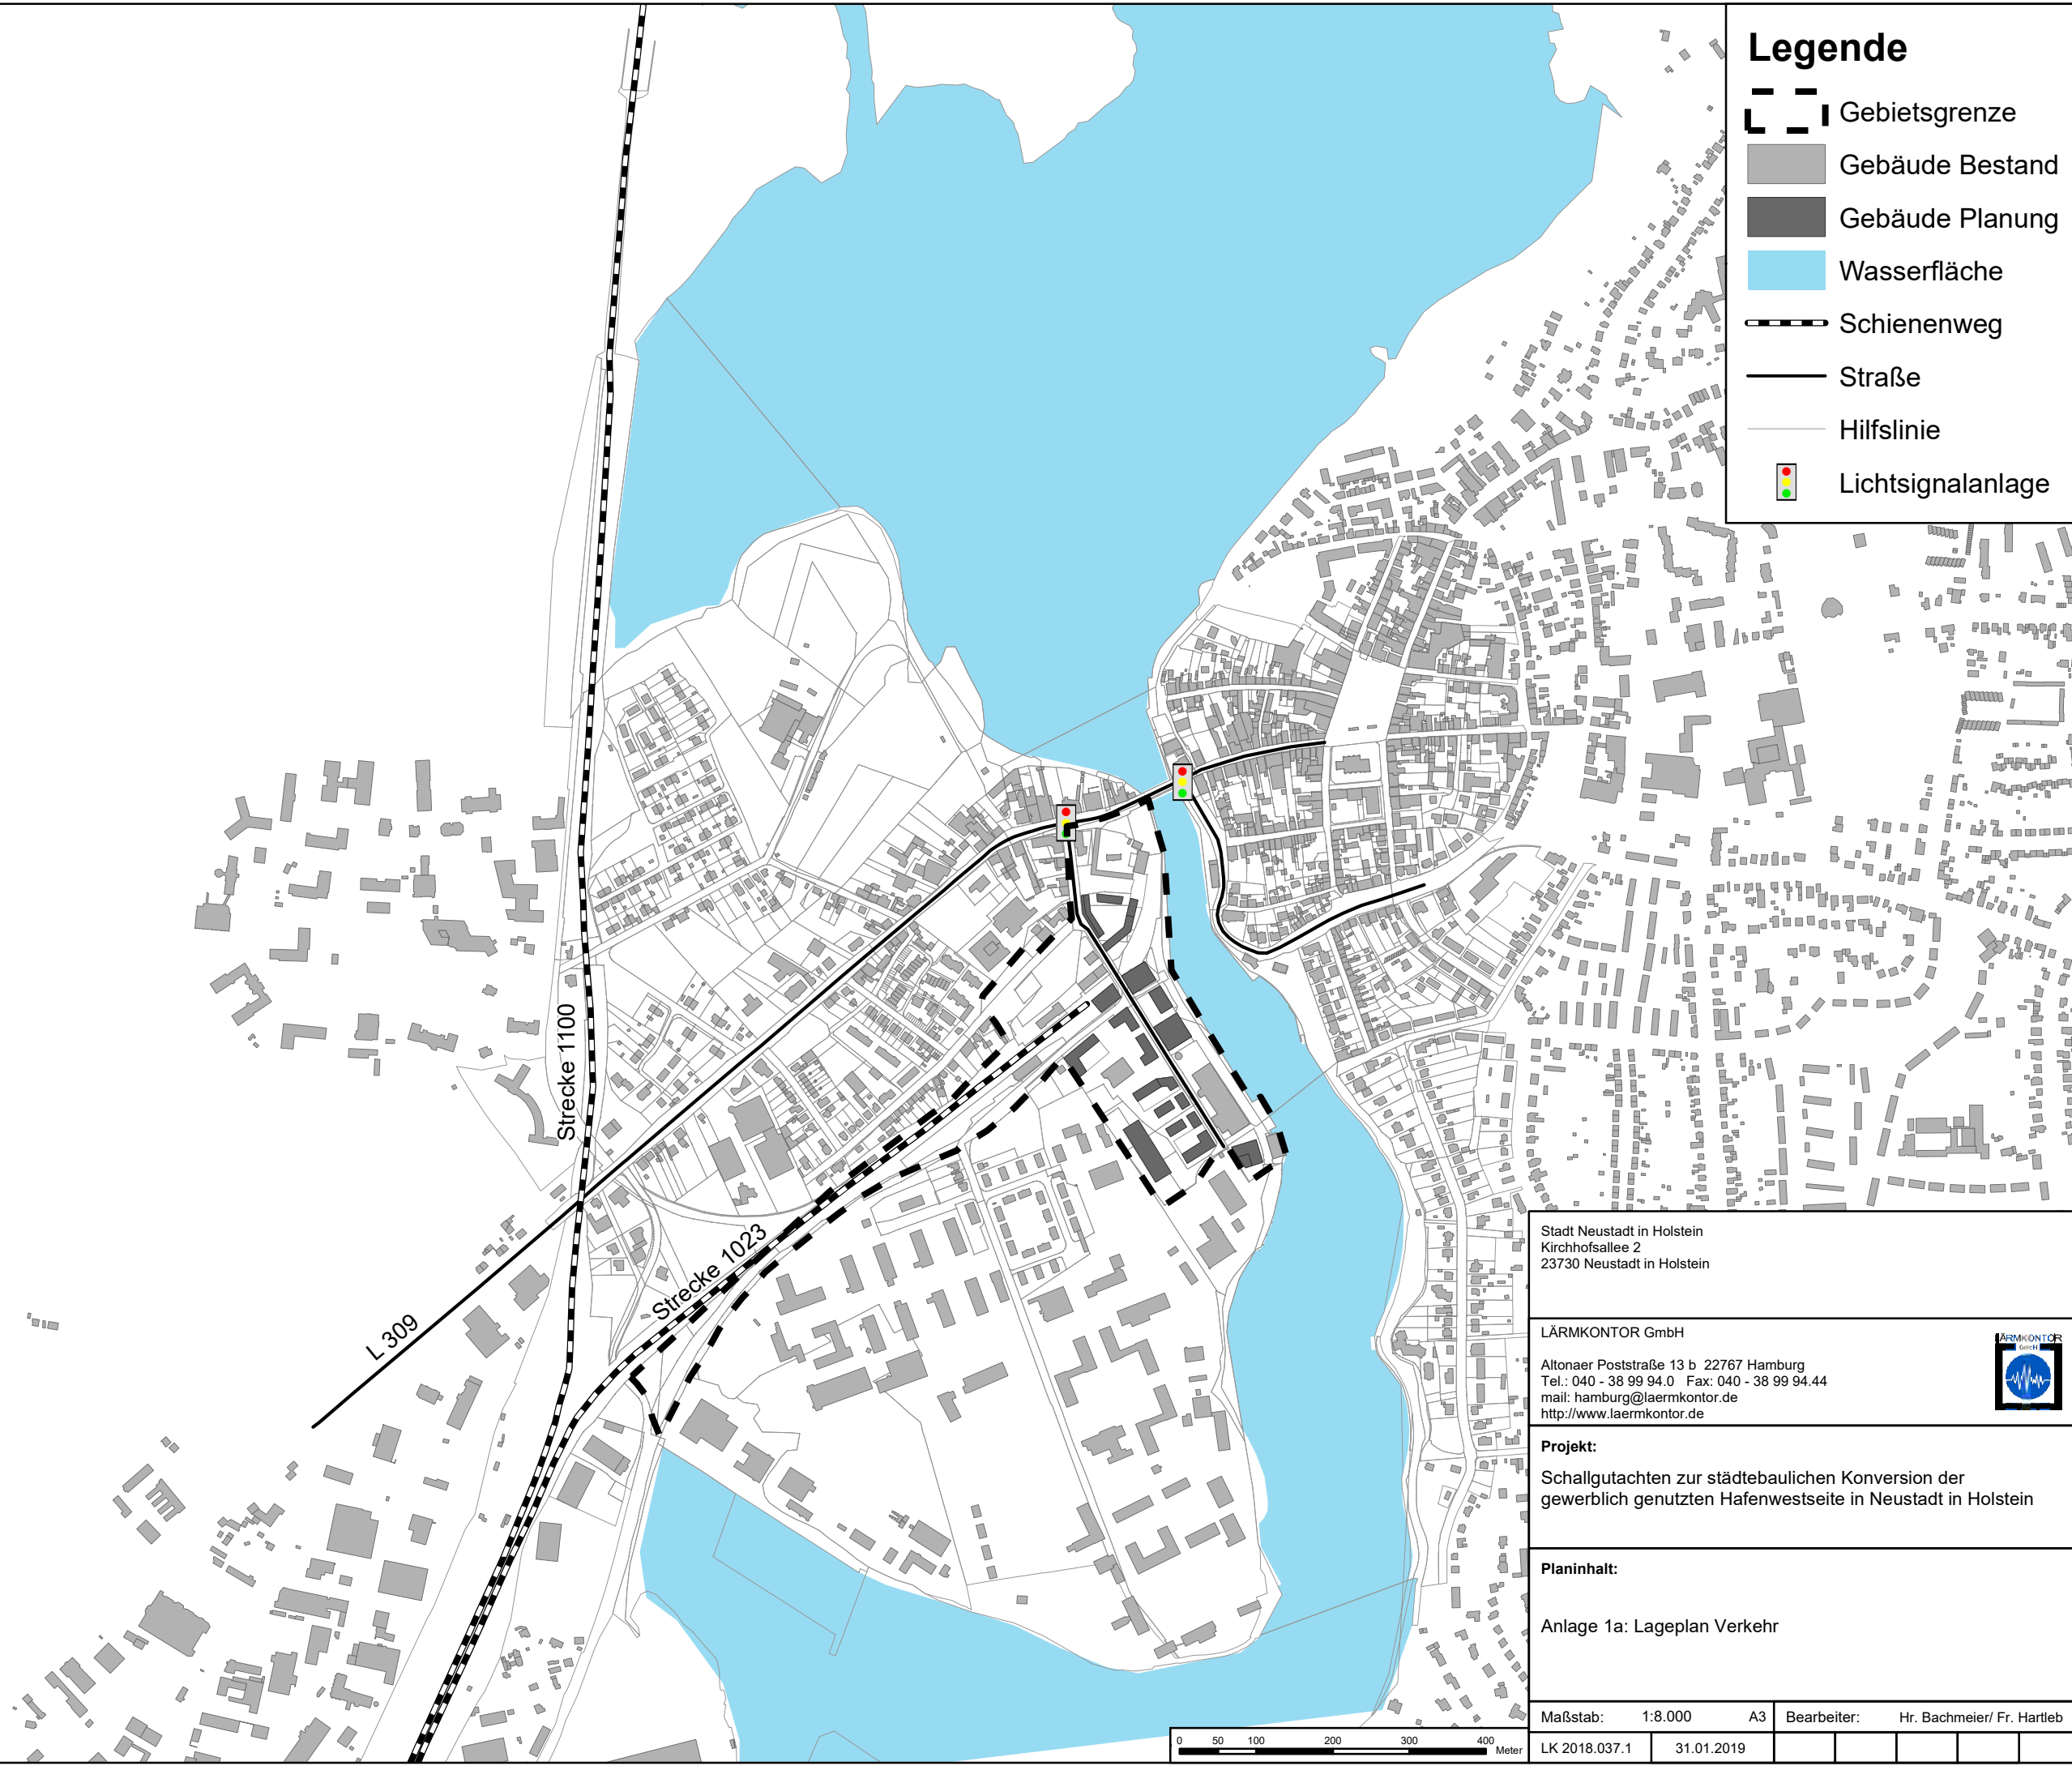 Legende
Gebietsgrenze
Gebäude Bestand
Gebäude Planung
Wasserfläche
Schienenweg
Straße
Hilfslinie
Lichtsignalanlage
Strecke 1100
Strecke 1023
L 309
Stadt Neustadt in Holstein
Kirchhofsallee 2
23730 Neustadt in Holstein
LÄRMKONTOR GmbH
Altonaer Poststraße 13 b 22767 Hamburg
Tel.: 040 - 38 99 94.0 Fax: 040 - 38 99 94.44
mail: hamburg@laermkontor.de
http://www.laermkontor.de
LÄRMKONTOR
GmbH
Projekt:
Schallgutachten zur städtebaulichen Konversion der
gewerblich genutzten Hafenwestseite in Neustadt in Holstein
Planinhalt:
Anlage 1a: Lageplan Verkehr
Maßstab: 1:8.000 A3 Bearbeiter: Hr. Bachmeier/ Fr. Hartleb
LK 2018.037.1 31.01.2019
0 50 100 200 300 400
Meter